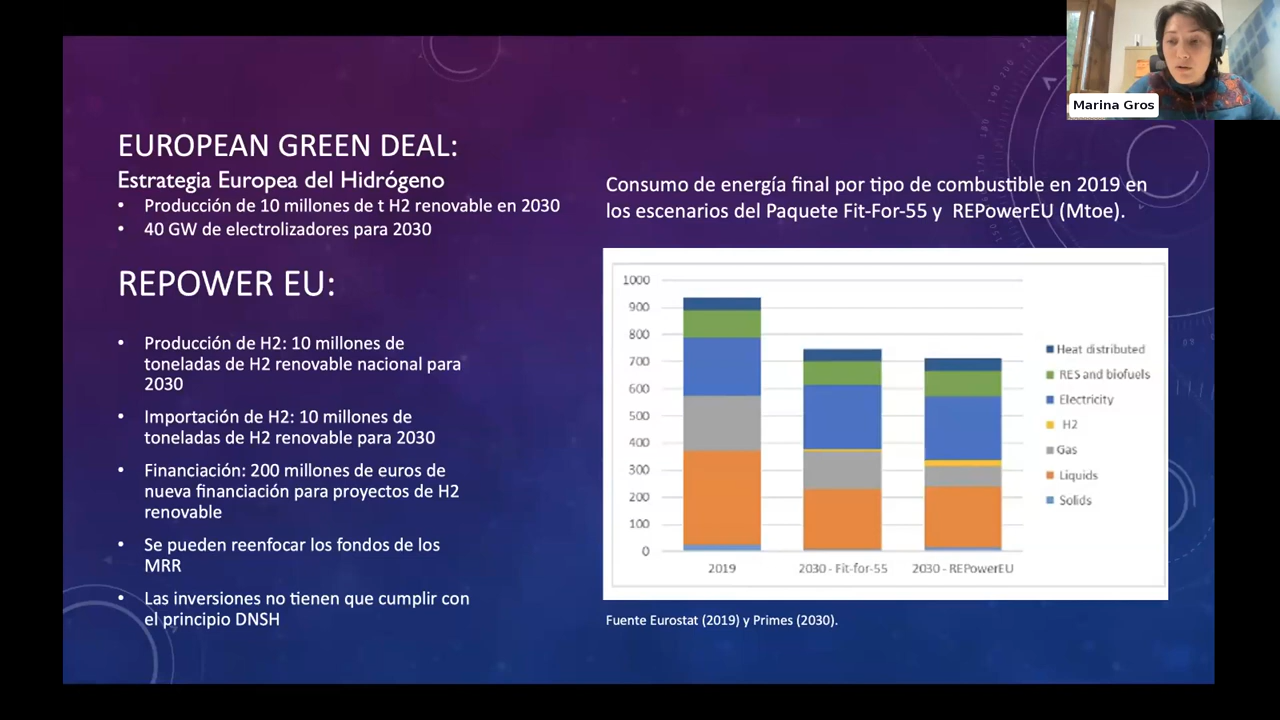 Marina Gros
EUROPEAN GREEN DEAL:
Estrategia Europea del Hidrógeno
• Producción de 10 millones de t H2 renovable en 2030
• 40 GW de electrolizadores para 2030
REPOWER EU:
• Producción de H2: 10 millones de
toneladas de H2 renovable nacional para
2030
• Importación de H2: 10 millones de
toneladas de H2 renovable para 2030
• Financiación: 200 millones de euros de
nueva financiación para proyectos de H2
renovable
• Se pueden reenfocar los fondos de los
MRR
• Las inversiones no tienen que cumplir con
el principio DNSH
Consumo de energía final por tipo de combustible en 2019 en
los escenarios del Paquete Fit-For-55 y REPowerEU (Mtoe).
1000
900
800
700
600
500
400
300
200
100
0
2019
2030 - Fit-for-55
2030 - REPowerEU
Heat distributed
RES and biofuels
Electricity
H2
Gas
Liquids
Solids
Fuente Eurostat (2019) y Primes (2030).